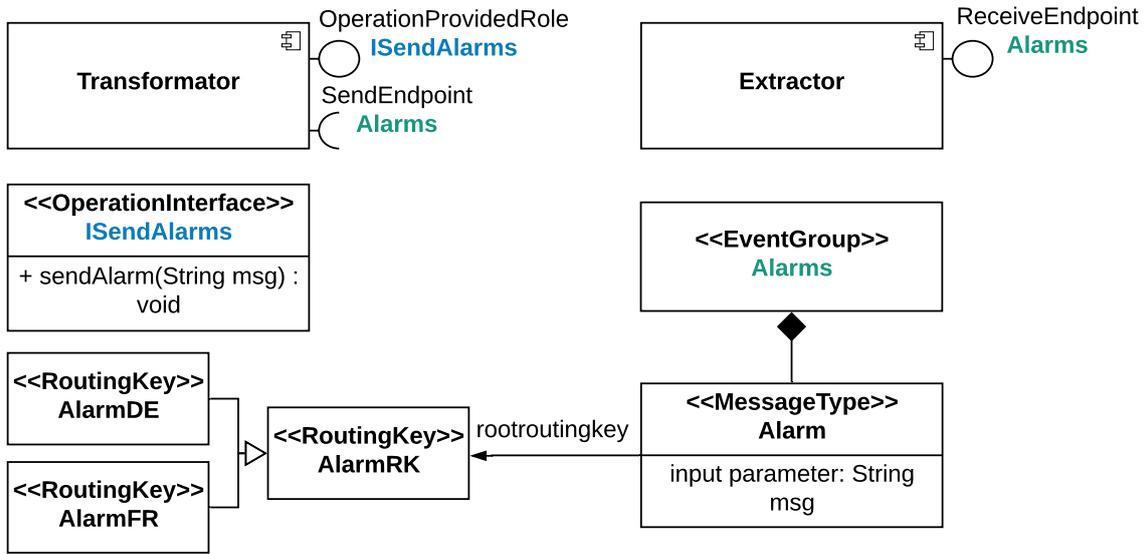 OperationProvidedRole
ISendAlarms
Transformator
SendEndpoint
Alarms
ReceiveEndpoint
Alarms
Extractor
<<OperationInterface>>
ISendAlarms
+ sendAlarm(String msg) :
void
<<EventGroup>>
Alarms
<<RoutingKey>>
AlarmDE
<<RoutingKey>>
AlarmFR
<<RoutingKey>>
AlarmRK
rootroutingkey
<<MessageType>>
Alarm
input parameter: String
msg